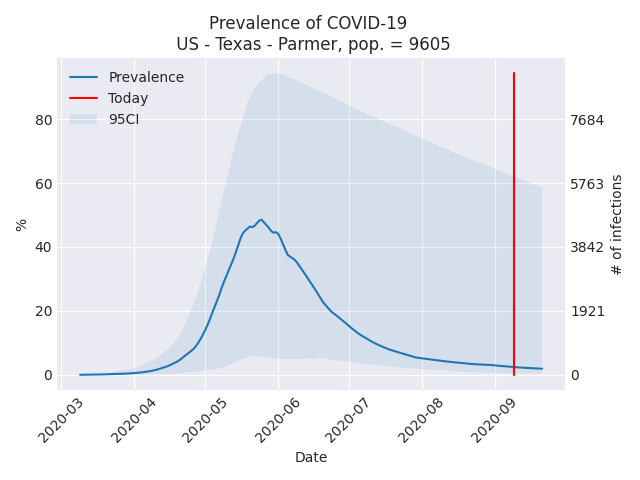 Prevalence of COVID-19
US - Texas - Parmer, pop. = 9605
Prevalence
Today
95CI
80
60
40
20
0
%
7684
5763
3842
1921
0
# of infections
2020-03
2020-04
2020-05
2020-06
2020-07
2020-08
2020-09
Date